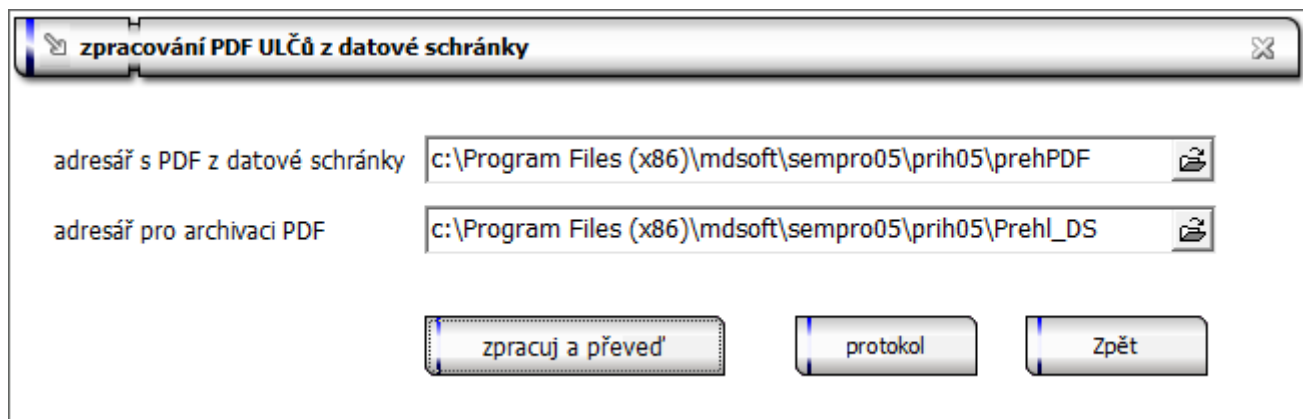 zpracování PDF ULČů z datové schránky
adresář s PDF z datové schránky c:\Program Files (x86)\mdsoft\sempro05\prih05\prehPDF
adresář pro archivaci PDF c:\Program Files (x86)\mdsoft\sempro05\prih05\Prehl_DS
zpracuj a převeď protokol Zpět